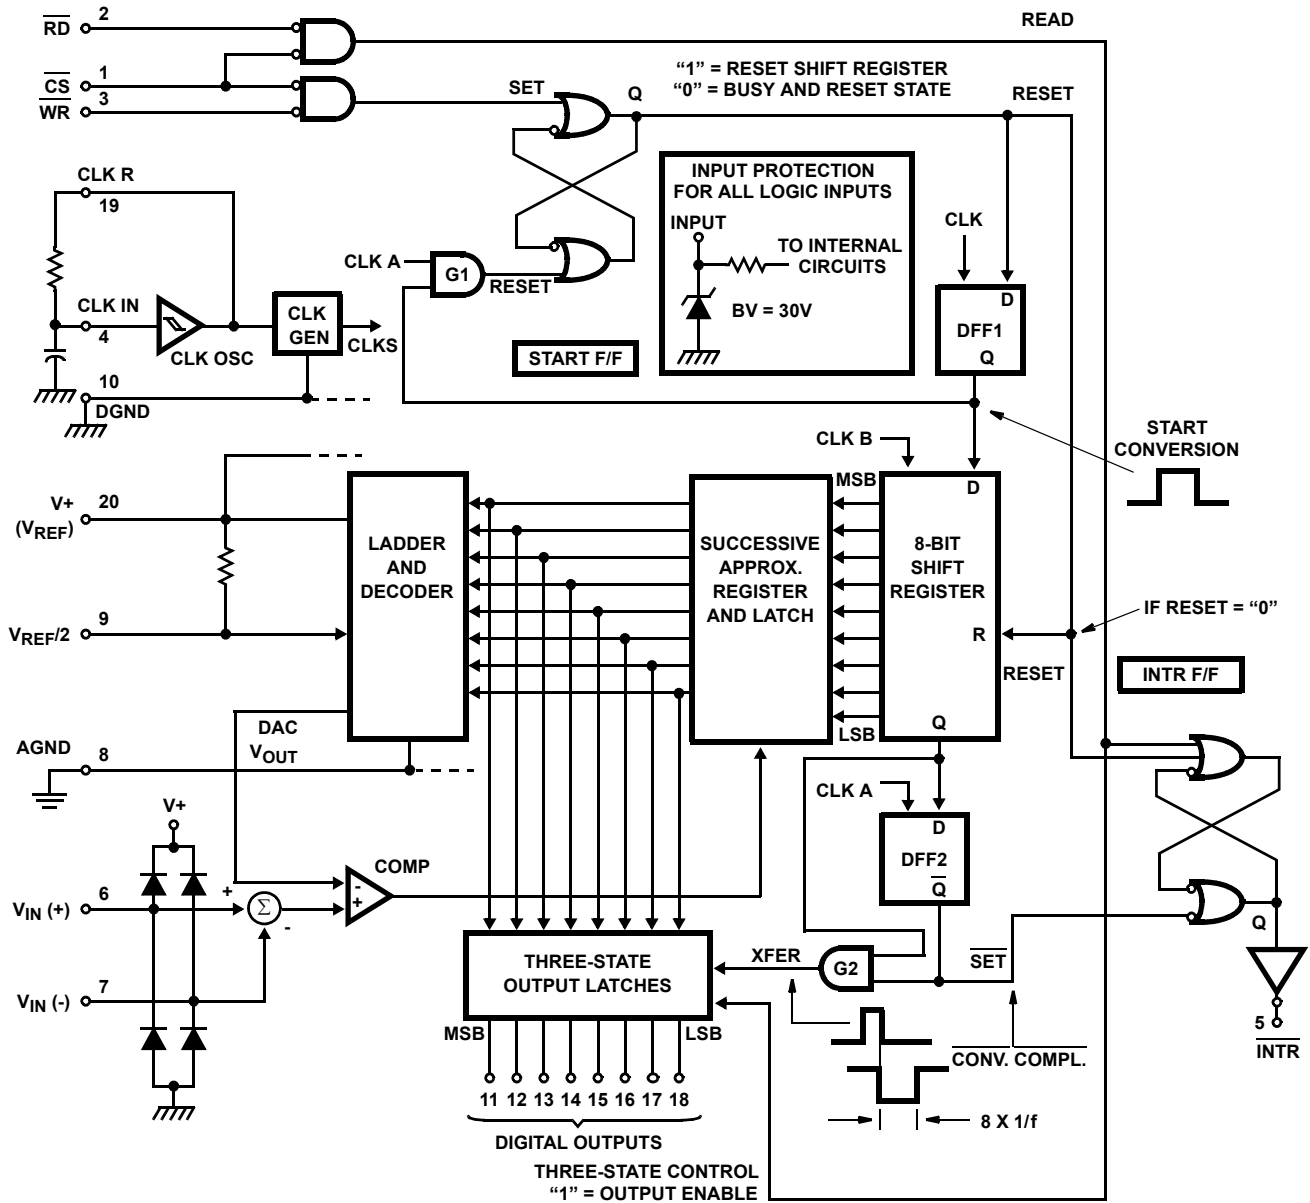 RD
2
READ
CS
1
WR
3
SET
Q
"1" = RESET SHIFT REGISTER
"0" = BUSY AND RESET STATE
RESET
CLK R
19
INPUT PROTECTION
FOR ALL LOGIC INPUTS
INPUT
TO INTERNAL
CIRCUITS
BV = 30V
CLK
CLK A
G1
RESET
CLK IN
4
CLK OSC
CLK
GEN
CLKS
START F/F
D
DFF1
Q
10
DGND
START
CONVERSION
CLK B
V+
(VREF)
20
LADDER
AND
DECODER
MSB
SUCCESSIVE
APPROX.
REGISTER
AND LATCH
D
8-BIT
SHIFT
REGISTER
R
Q
LSB
IF RESET = "0"
RESET
INTR F/F
VREF/2
9
DAC
VOUT
AGND
8
CLK A
D
DFF2
Q
V+
COMP
-
+
VIN (+)
6
+
Σ
-
VIN (-)
7
THREE-STATE
OUTPUT LATCHES
XFER
G2
SET
Q
5
INTR
MSB
LSB
CONV. COMPL.
11 12 13 14 15 16 17 18
8 X 1/f
DIGITAL OUTPUTS
THREE-STATE CONTROL
"1" = OUTPUT ENABLE